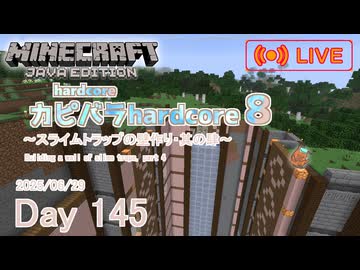 MINECRAFT
JAVA EDITION
LIVE
hardcore
カピバラhardcore 8
～スライムトラップの壁作り・其の肆～
Building a wall of slime traps, part 4
2025/06/29
Day 145